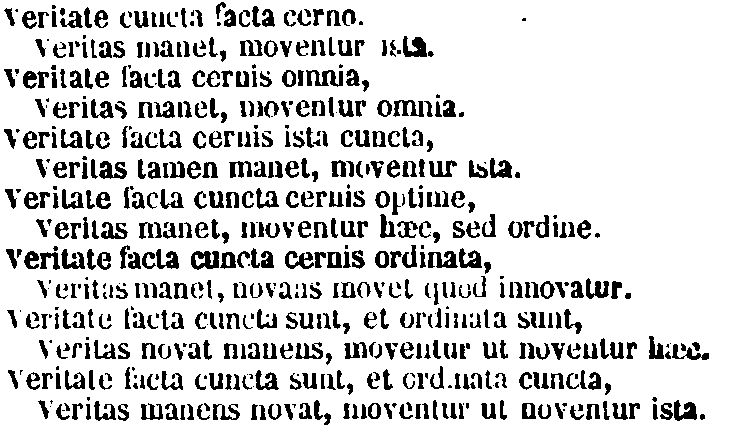 Veritate cuncta facta cerno.
Veritas manet, moventur ista.
Veritate facta cernis omnia,
Veritas manet, moventur omnia.
Veritate facta cernis ista cuncta,
Veritas tamen manet, moventur ista.
Veritate facta cuncta cernis optime,
Veritas manet, moventur hæc, sed ordine.
Veritate facta cuncta cernis ordinata,
Veritas manet, novans movet quod innovatur.
Veritate facta cuncta sunt, et ordinata sunt,
Veritas novat manens, moventur ut noventur hæc.
Veritate facta cuncta sunt, et ordinata cuncta,
Veritas manens novat, moventur ut noventur ista.